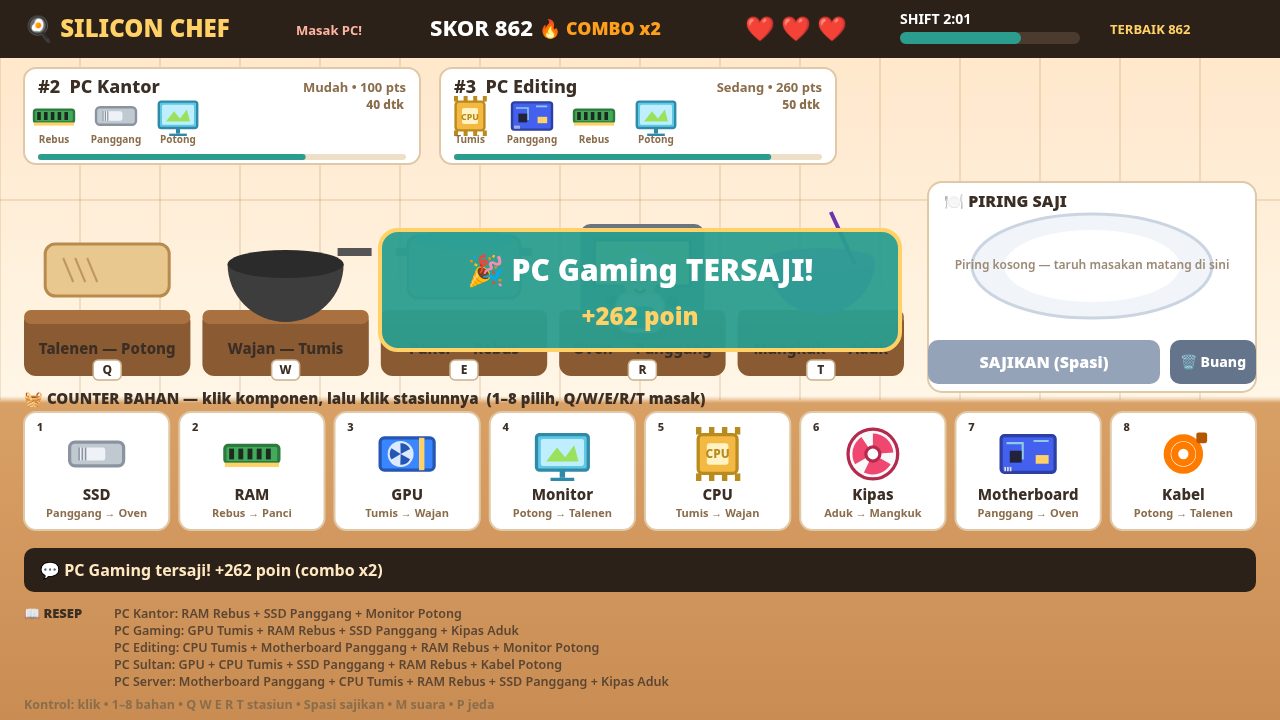 SILICON CHEF
Masak PC!
SKOR 862 COMBO x2
SHIFT 2:01
TERBAIK 862
#2 PC Kantor
Mudah • 100 pts
40 dtk
Rebus Panggang Potong
#3 PC Editing
Sedang • 260 pts
50 dtk
CPU
Tumis Panggang Rebus Potong
PIRING SAJI
Piring kosong — taruh masakan matang di sini
SAJIKAN (Spasi)
Buang
PC Gaming TERSAJI!
+262 poin
Talenen — Potong
Wajan — Tumis
Q W E R T
COUNTER BAHAN — klik komponen, lalu klik stasiunnya (1–8 pilih, Q/W/E/R/T masak)
1
SSD
Panggang → Oven
2
RAM
Rebus → Panci
3
GPU
Tumis → Wajan
4
Monitor
Potong → Talenen
5
CPU
CPU
Tumis → Wajan
6
Kipas
Aduk → Mangkuk
7
Motherboard
Panggang → Oven
8
Kabel
Potong → Talenen
PC Gaming tersaji! +262 poin (combo x2)
RESEP
PC Kantor: RAM Rebus + SSD Panggang + Monitor Potong
PC Gaming: GPU Tumis + RAM Rebus + SSD Panggang + Kipas Aduk
PC Editing: CPU Tumis + Motherboard Panggang + RAM Rebus + Monitor Potong
PC Sultan: GPU + CPU Tumis + SSD Panggang + RAM Rebus + Kabel Potong
PC Server: Motherboard Panggang + CPU Tumis + RAM Rebus + SSD Panggang + Kipas Aduk
Kontrol: klik • 1–8 bahan • Q W E R T stasiun • Spasi sajikan • M suara • P jeda